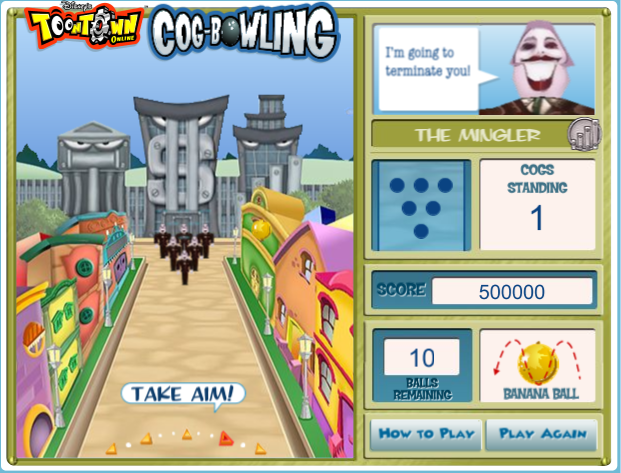 Disney's
TOONTOWN
ONLINE
COG-BOWLING
I'm going to
terminate you!
THE MINGLER
COGS
STANDING
1
SCORE 500000
10
BALLS
REMAINING
BANANA BALL
TAKE AIM!
HOW TO PLAY
PLAY AGAIN